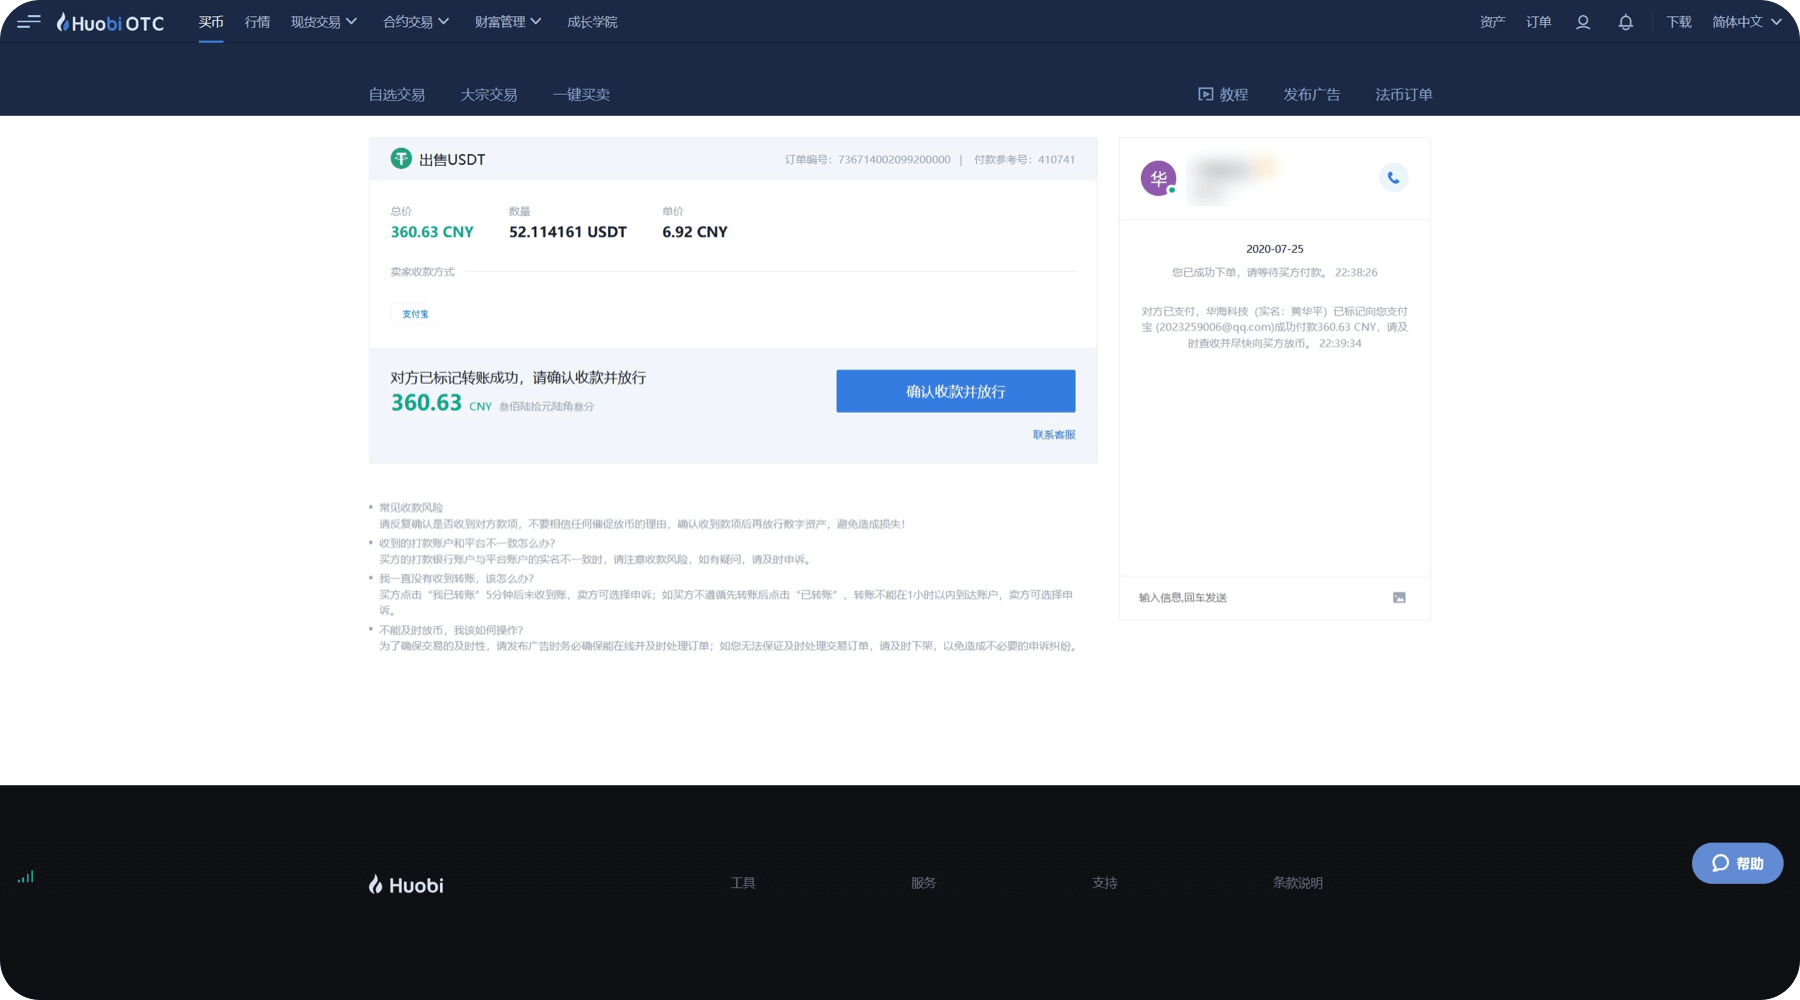 Huobi OTC 买币 行情 现货交易 合约交易 财富管理 成长学院 资产 订单 下载 简体中文
自选交易 大宗交易 一键买卖 教程 发布广告 法币订单
出售USDT 订单编号：736714002099200000 | 付款参考号：410741
总价 数量 单价
360.63 CNY 52.114161 USDT 6.92 CNY
卖家收款方式
支付宝
对方已标记转账成功，请确认收款并放行
360.63 CNY 叁佰陆拾元陆角叁分
确认收款并放行
联系客服
常见收款风险
请反复确认是否收到对方款项，不要相信任何催促放币的理由，确认收到款项后再放行数字资产，避免造成损失！
收到的打款账户和平台不一致怎么办？
买方的打款银行账户与平台账户的实名不一致时，请注意收款风险，如有疑问，请及时申诉。
我一直没有收到转账，该怎么办？
买方点击“我已转账”5分钟后未收到账，卖方可选择申诉；如买方不遵循先转账后点击“已转账”、转账不能在1小时以内到达账户，卖方可选择申
诉。
不能及时放币，我该如何操作？
为了确保交易的及时性，请发布广告时务必确保能在线并及时处理订单；如您无法保证及时处理交易订单，请及时下架，以免造成不必要的申诉纠纷。
华
2020-07-25
您已成功下单，请等待买方付款。 22:38:26
对方已支付，华海科技（实名：黄华平）已标记向您支付
宝 (2023259006@qq.com)成功付款360.63 CNY，请及
时查收并尽快向买方放币。 22:39:34
输入信息,回车发送
Huobi 工具 服务 支持 条款说明
帮助